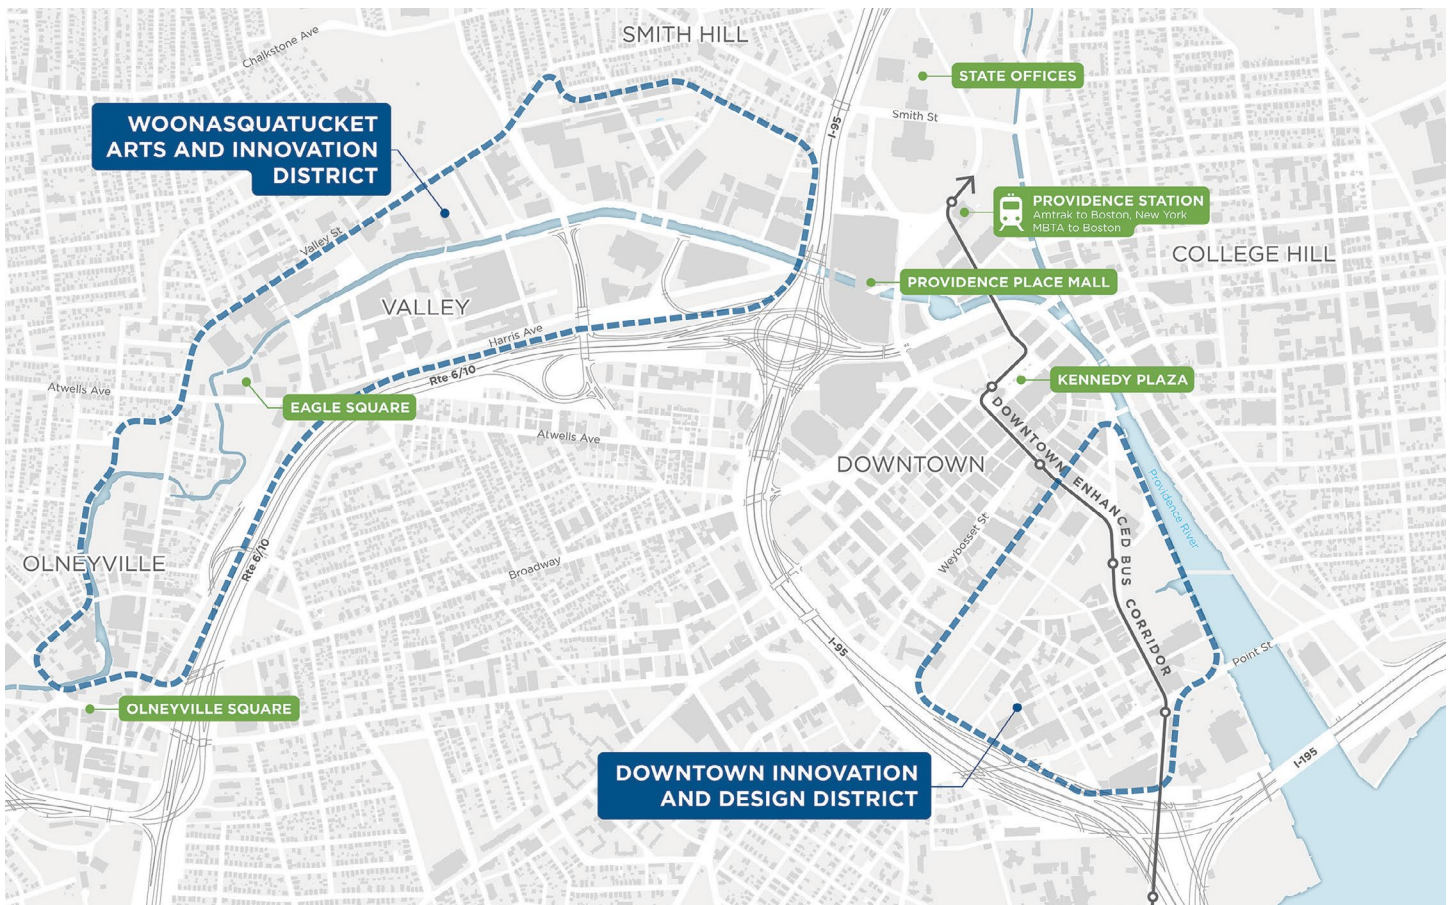 SMITH HILL
Chalkstone Ave
STATE OFFICES
WOONASQUATUCKET
ARTS AND INNOVATION
DISTRICT
I-95
Smith St
PROVIDENCE STATION
Amtrak to Boston, New York
MBTA to Boston
Valley St
COLLEGE HILL
PROVIDENCE PLACE MALL
VALLEY
Harris Ave
Rte 6/10
KENNEDY PLAZA
Atwells Ave
EAGLE SQUARE
Atwells Ave
DOWNTOWN
DOWNTOWN ENHANCED BUS CORRIDOR
Providence River
Weybosset St
OLNEYVILLE
Rte 6/10
Broadway
I-95
Point St
OLNEYVILLE SQUARE
I-195
DOWNTOWN INNOVATION
AND DESIGN DISTRICT